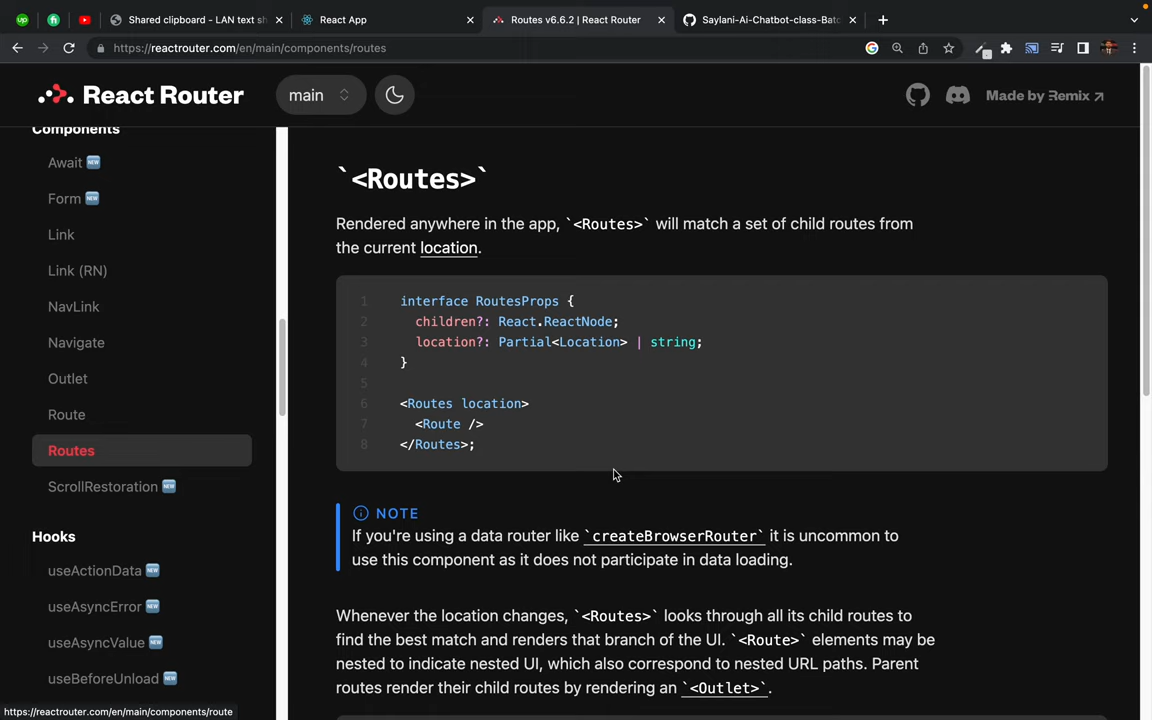 Shared clipboard - LAN text sh
React App
Routes v6.6.2 | React Router
Saylani-Ai-Chatbot-class-Batc
https://reactrouter.com/en/main/components/routes
React Router
main
Made by Remix ↗
Components
Await NEW
Form NEW
Link
Link (RN)
NavLink
Navigate
Outlet
Route
Routes
ScrollRestoration NEW
Hooks
useActionData NEW
useAsyncError NEW
useAsyncValue NEW
useBeforeUnload NEW
`<Routes>`
Rendered anywhere in the app, `<Routes>` will match a set of child routes from
the current location.
1 interface RoutesProps {
2 children?: React.ReactNode;
3 location?: Partial<Location> | string;
4 }
5
6 <Routes location>
7 <Route />
8 </Routes>;
NOTE
If you're using a data router like `createBrowserRouter` it is uncommon to
use this component as it does not participate in data loading.
Whenever the location changes, `<Routes>` looks through all its child routes to
find the best match and renders that branch of the UI. `<Route>` elements may be
nested to indicate nested UI, which also correspond to nested URL paths. Parent
routes render their child routes by rendering an `<Outlet>`.
https://reactrouter.com/en/main/components/route